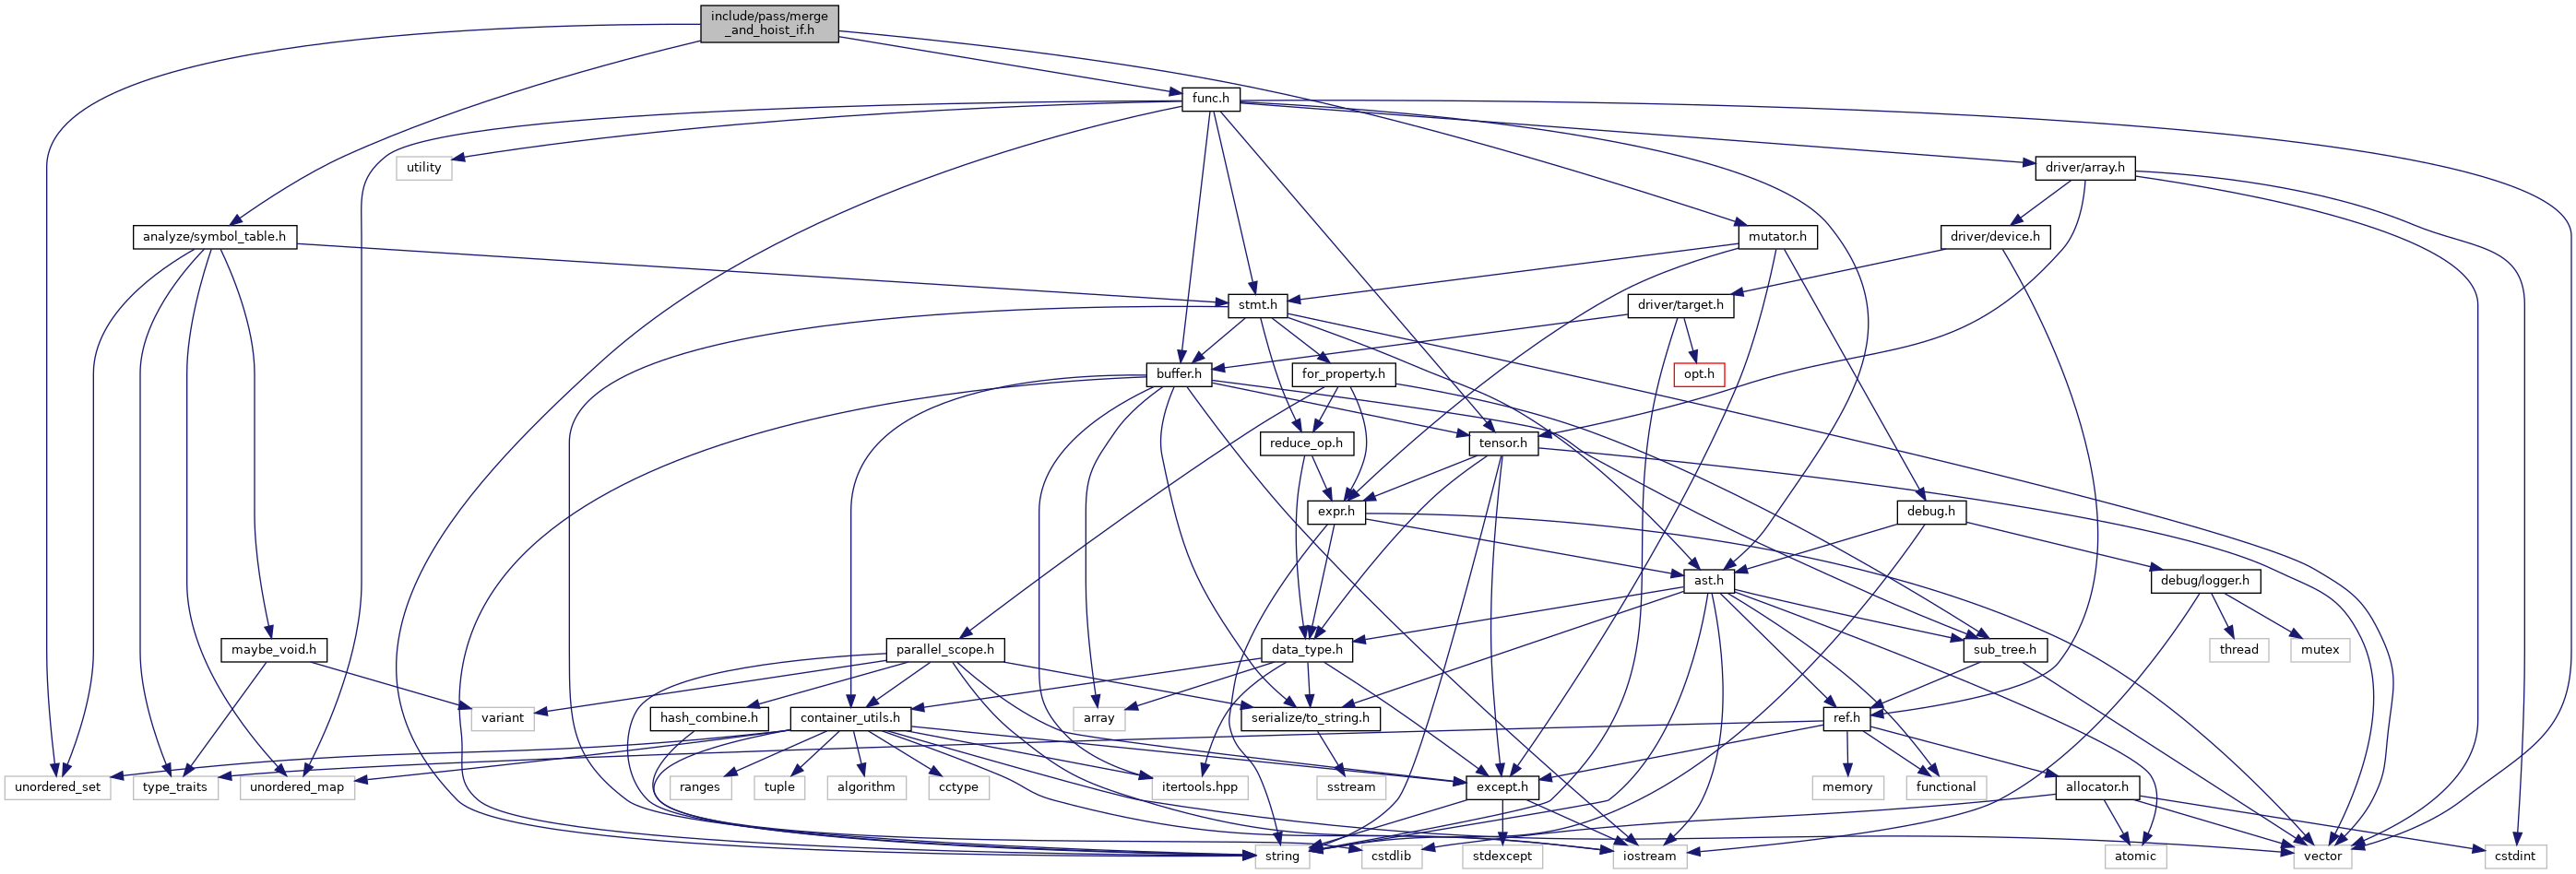 include/pass/merge
_and_hoist_if.h
func.h
utility
driver/array.h
analyze/symbol_table.h
mutator.h
driver/device.h
stmt.h
driver/target.h
buffer.h
for_property.h
opt.h
reduce_op.h
tensor.h
expr.h
debug.h
ast.h
debug/logger.h
maybe_void.h
parallel_scope.h
data_type.h
sub_tree.h
thread
mutex
variant
hash_combine.h
container_utils.h
array
serialize/to_string.h
ref.h
unordered_set
type_traits
unordered_map
ranges
tuple
algorithm
cctype
itertools.hpp
sstream
except.h
memory
functional
allocator.h
string
cstdlib
stdexcept
iostream
atomic
vector
cstdint